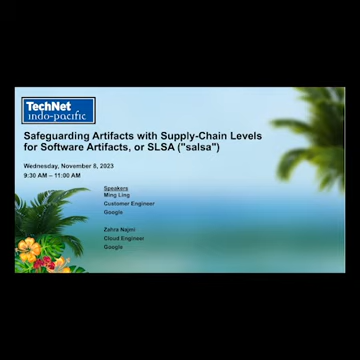 TechNet
indo-pacific
Safeguarding Artifacts with Supply-Chain Levels
for Software Artifacts, or SLSA ("salsa")
Wednesday, November 8, 2023
9:30 AM – 11:00 AM
Speakers
Ming Ling
Customer Engineer
Google
Zahra Najmi
Cloud Engineer
Google